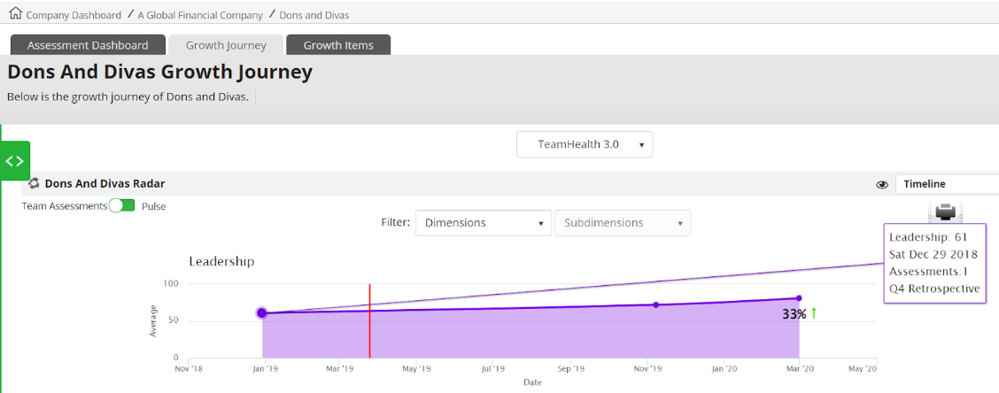 Company Dashboard / A Global Financial Company / Dons and Divas
Assessment Dashboard Growth Journey Growth Items
Dons And Divas Growth Journey
Below is the growth journey of Dons and Divas.
TeamHealth 3.0
<>
Dons And Divas Radar Timeline
Team Assessments Pulse
Filter: Dimensions Subdimensions
Leadership: 61
Sat Dec 29 2018
Assessments:1
Q4 Retrospective
Leadership
100
50
0
Average
33%
Nov '18 Jan '19 Mar '19 May '19 Jul '19 Sep '19 Nov '19 Jan '20 Mar '20 May '20
Date